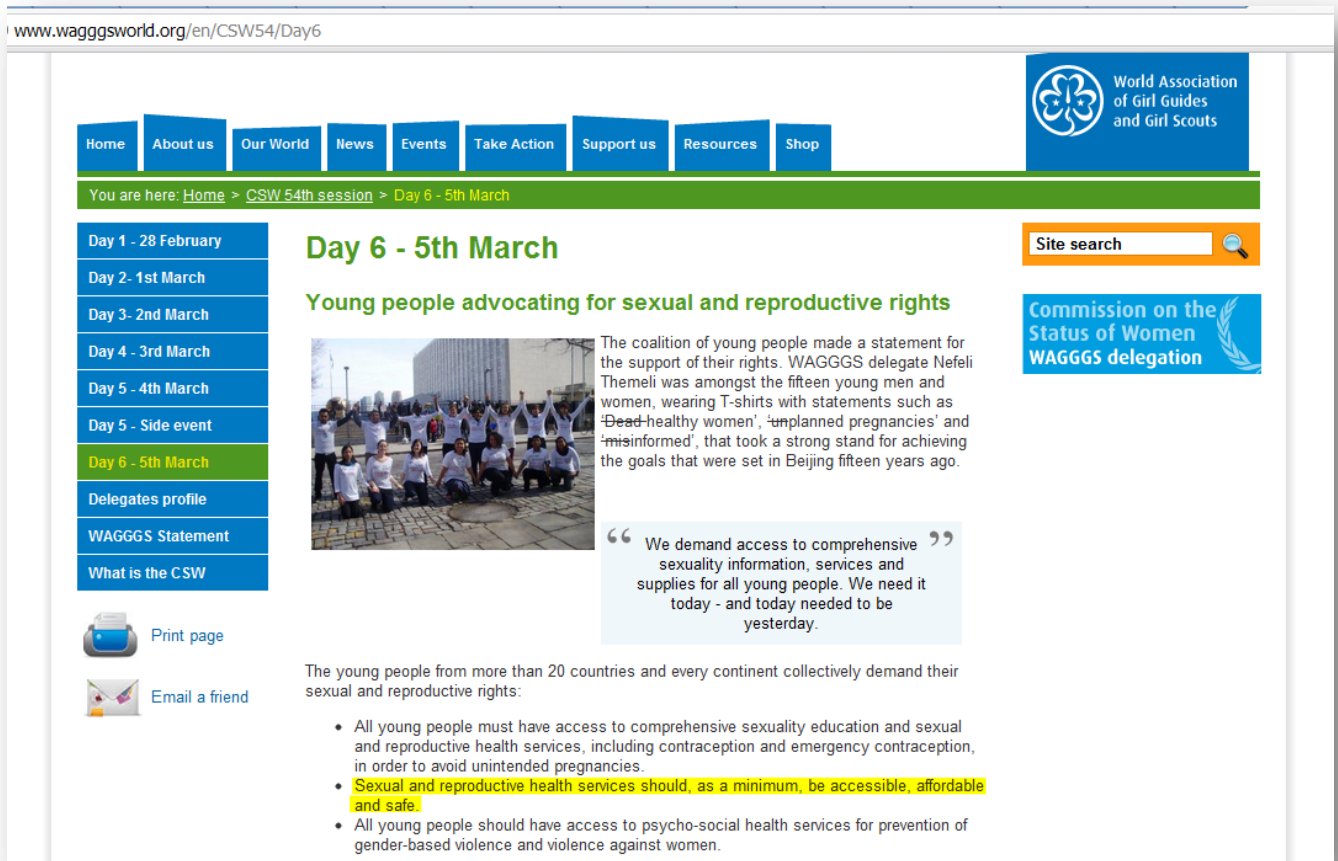 www.wagggsworld.org/en/CSW54/Day6
World Association
of Girl Guides
and Girl Scouts
Home About us Our World News Events Take Action Support us Resources Shop
You are here: Home > CSW 54th session > Day 6 - 5th March
Day 1 - 28 February
Day 2- 1st March
Day 3- 2nd March
Day 4 - 3rd March
Day 5 - 4th March
Day 5 - Side event
Day 6 - 5th March
Delegates profile
WAGGGS Statement
What is the CSW
Print page
Email a friend
Day 6 - 5th March
Young people advocating for sexual and reproductive rights
The coalition of young people made a statement for
the support of their rights. WAGGGS delegate Nefeli
Themeli was amongst the fifteen young men and
women, wearing T-shirts with statements such as
‘Dead healthy women’, ‘unplanned pregnancies’ and
‘misinformed’, that took a strong stand for achieving
the goals that were set in Beijing fifteen years ago.
“ We demand access to comprehensive ”
sexuality information, services and
supplies for all young people. We need it
today - and today needed to be
yesterday.
The young people from more than 20 countries and every continent collectively demand their
sexual and reproductive rights:
• All young people must have access to comprehensive sexuality education and sexual
and reproductive health services, including contraception and emergency contraception,
in order to avoid unintended pregnancies.
• Sexual and reproductive health services should, as a minimum, be accessible, affordable
and safe.
• All young people should have access to psycho-social health services for prevention of
gender-based violence and violence against women.
Site search
Commission on the
Status of Women
WAGGGS delegation